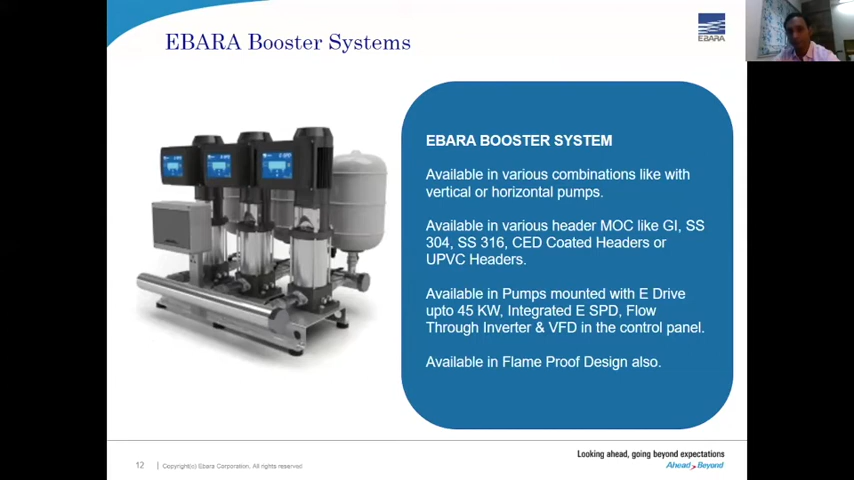 EBARA Booster Systems
EBARA
EBARA BOOSTER SYSTEM
Available in various combinations like with
vertical or horizontal pumps.
Available in various header MOC like GI, SS
304, SS 316, CED Coated Headers or
UPVC Headers.
Available in Pumps mounted with E Drive
upto 45 KW, Integrated E SPD, Flow
Through Inverter & VFD in the control panel.
Available in Flame Proof Design also.
Looking ahead, going beyond expectations
Ahead Beyond
12 | Copyright(c) Ebara Corporation. All rights reserved